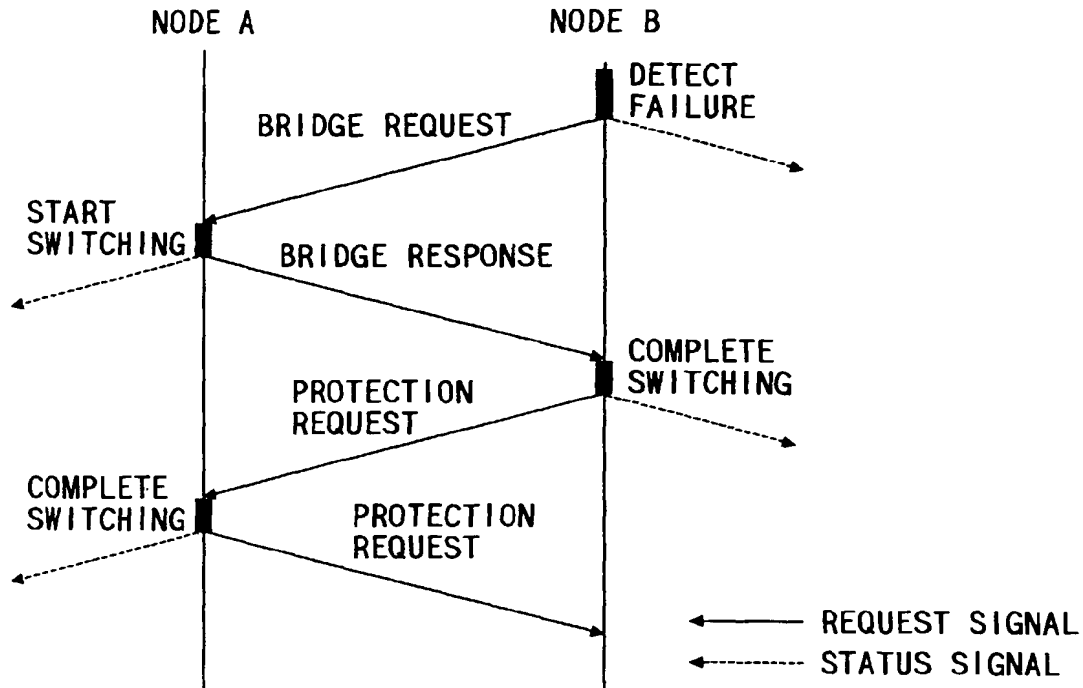 NODE A
NODE B
DETECT
FAILURE
BRIDGE REQUEST
START
SWITCHING
BRIDGE RESPONSE
COMPLETE
SWITCHING
PROTECTION
REQUEST
COMPLETE
SWITCHING
PROTECTION
REQUEST
REQUEST SIGNAL
STATUS SIGNAL